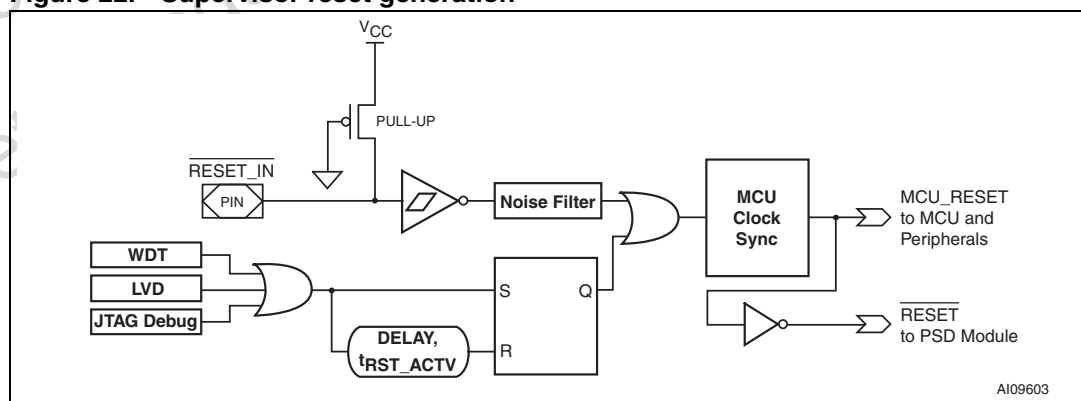 Figure 22. Supervisor reset generation
VCC
PULL-UP
RESET_IN
PIN
Noise Filter
MCU
Clock
Sync
MCU_RESET
to MCU and
Peripherals
WDT
LVD
JTAG Debug
S
Q
R
DELAY,
tRST_ACTV
RESET
to PSD Module
AI09603